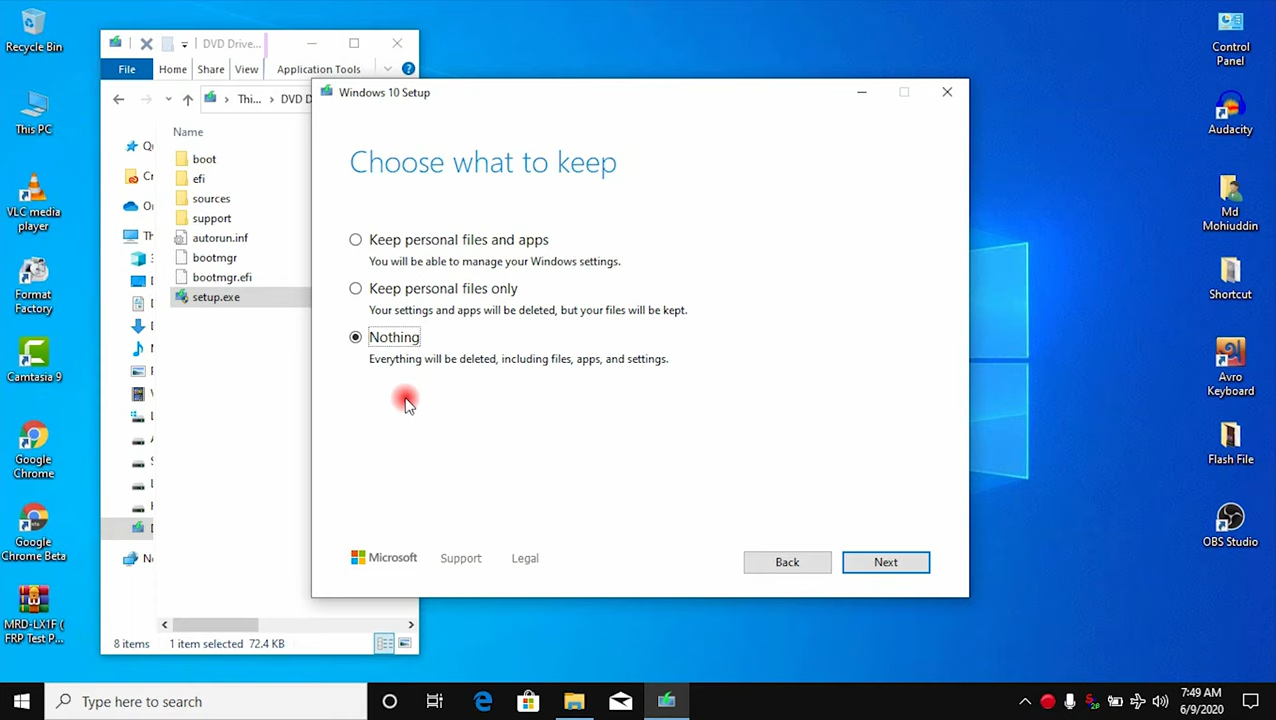 Recycle Bin
This PC
VLC media
player
Format
Factory
Camtasia 9
Google
Chrome
Google
Chrome Beta
MRD-LX1F (
FRP Test P...
DVD Drive...
File
Home
Share
View
Application Tools
Thi...
DVD D
Name
boot
efi
sources
support
autorun.inf
bootmgr
bootmgr.efi
setup.exe
8 items
1 item selected 72.4 KB
Windows 10 Setup
Choose what to keep
Keep personal files and apps
You will be able to manage your Windows settings.
Keep personal files only
Your settings and apps will be deleted, but your files will be kept.
Nothing
Everything will be deleted, including files, apps, and settings.
Microsoft
Support
Legal
Back
Next
Control
Panel
Audacity
Md
Mohiuddin
Shortcut
Avro
Keyboard
Flash File
OBS Studio
Type here to search
7:49 AM
6/9/2020